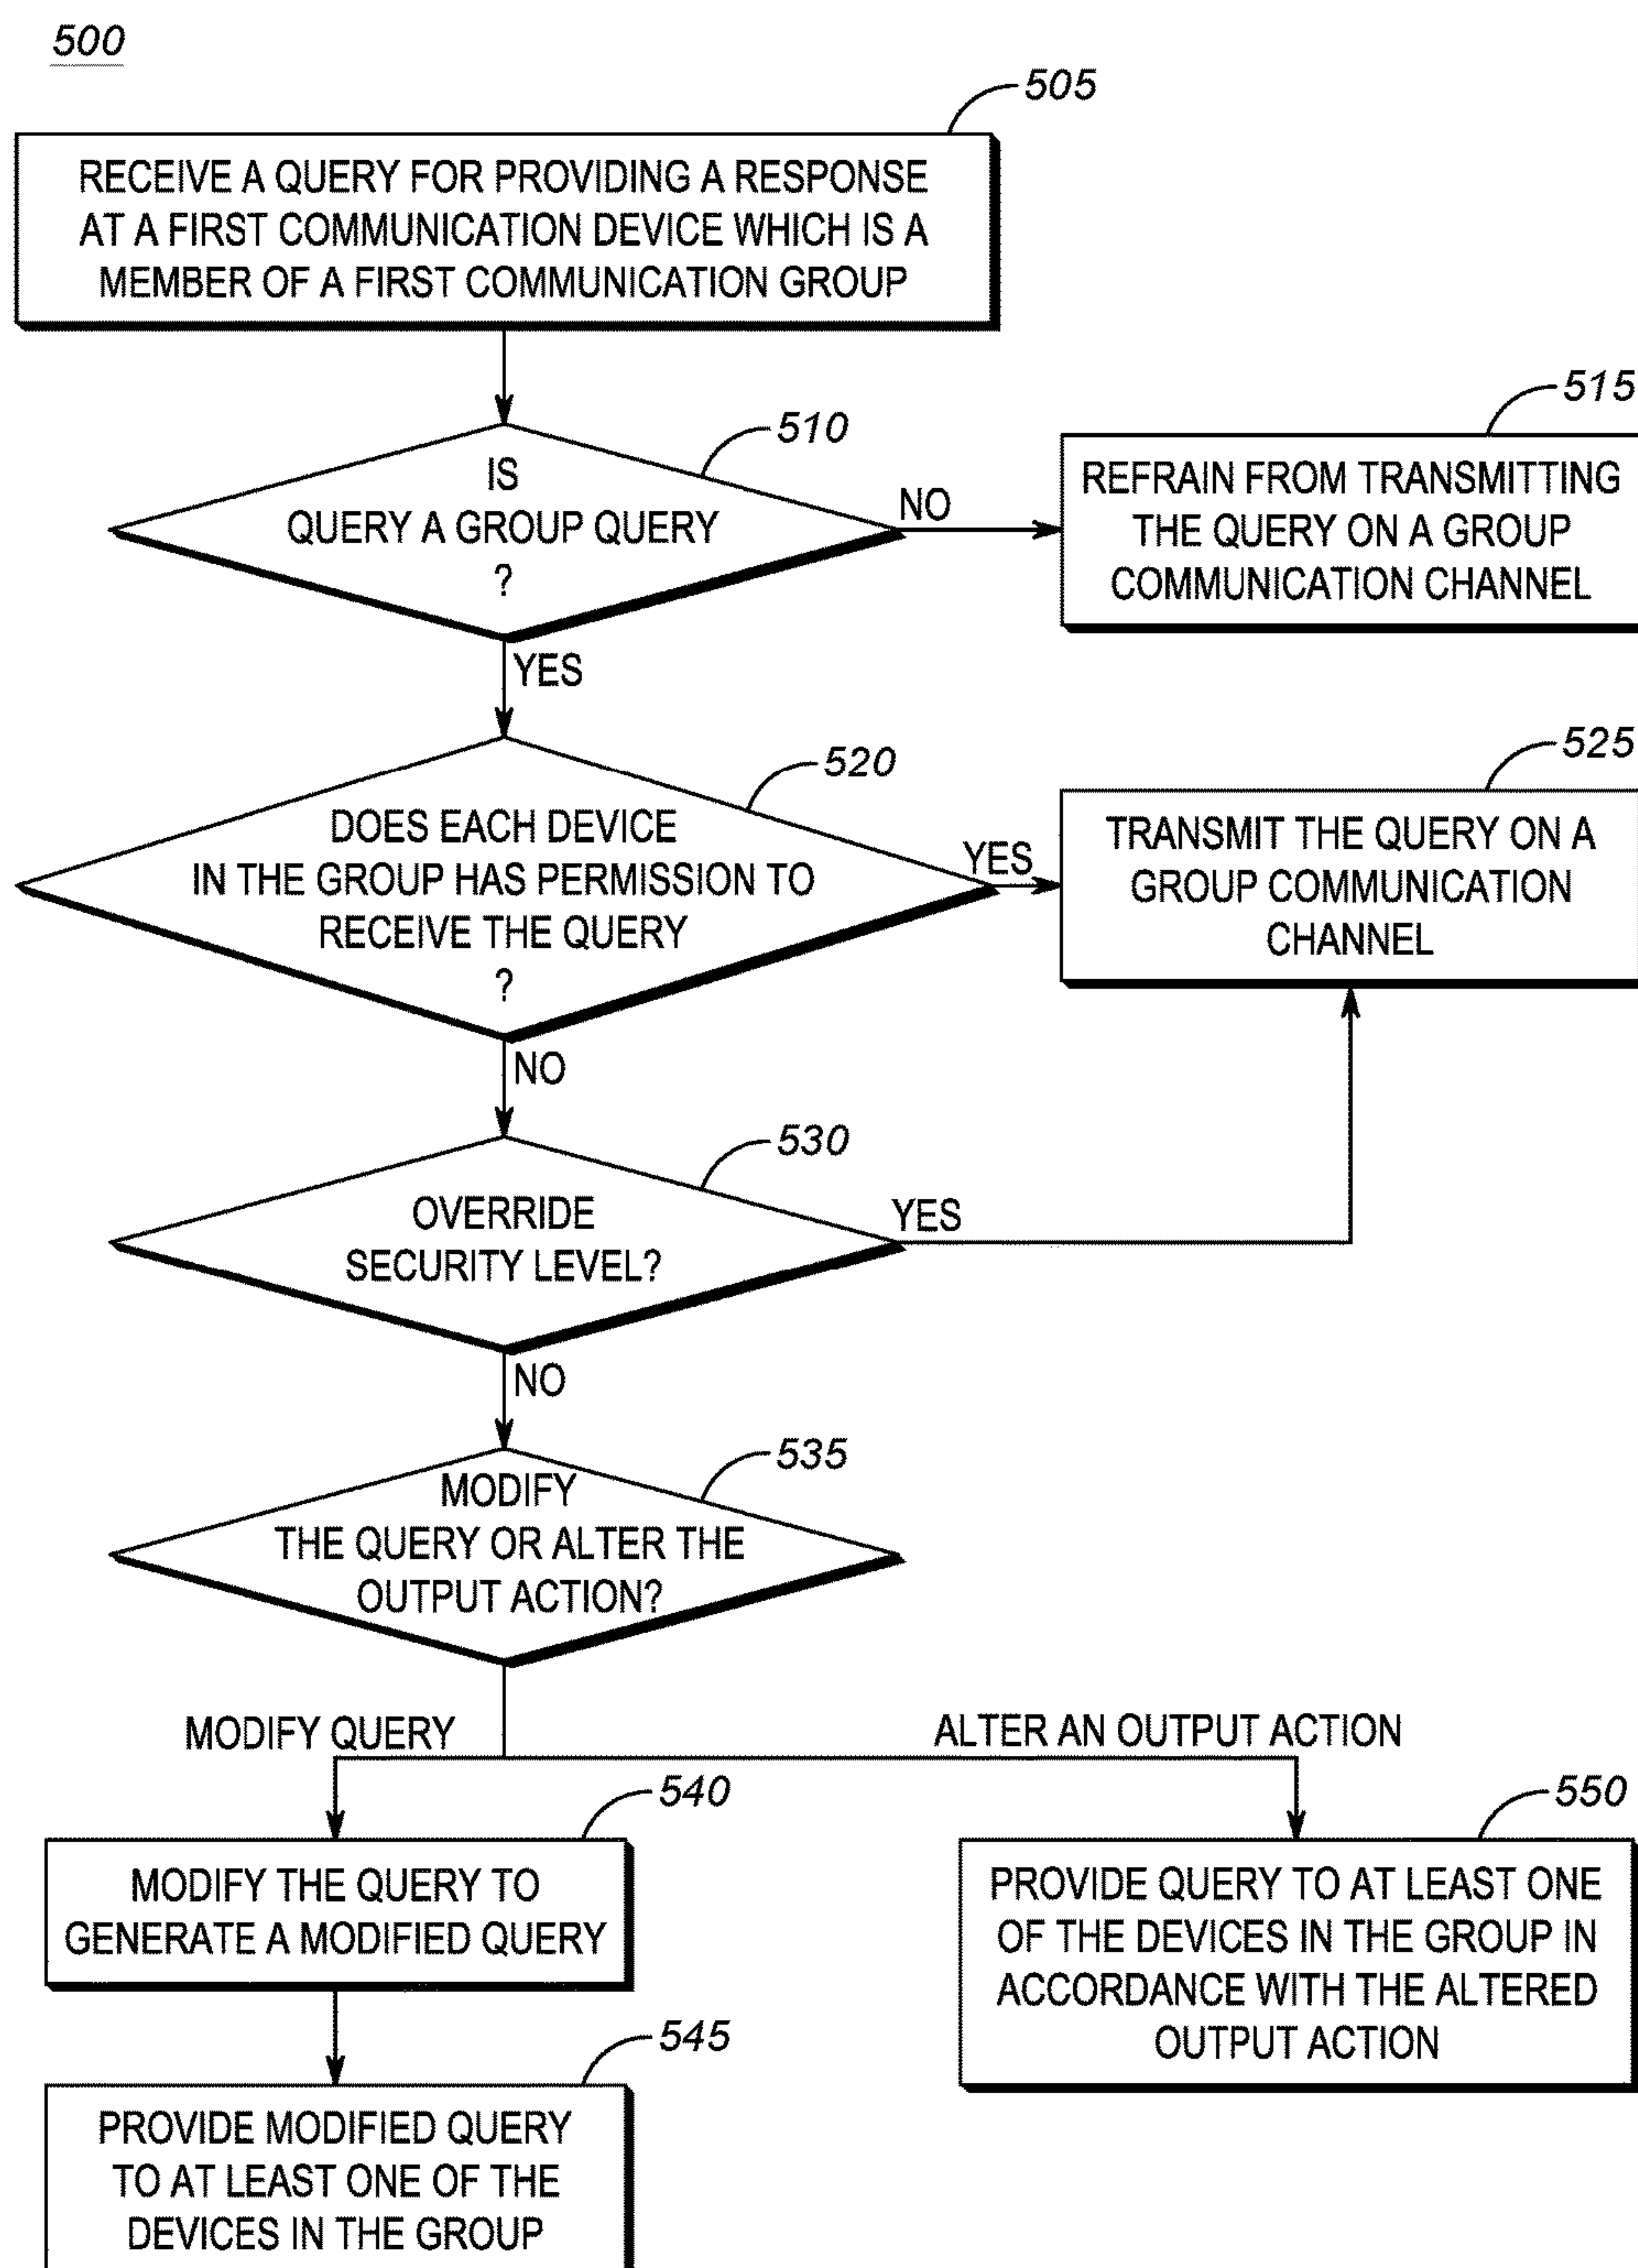 500
505
RECEIVE A QUERY FOR PROVIDING A RESPONSE
AT A FIRST COMMUNICATION DEVICE WHICH IS A
MEMBER OF A FIRST COMMUNICATION GROUP
510
IS
QUERY A GROUP QUERY
?
NO
515
REFRAIN FROM TRANSMITTING
THE QUERY ON A GROUP
COMMUNICATION CHANNEL
YES
520
DOES EACH DEVICE
IN THE GROUP HAS PERMISSION TO
RECEIVE THE QUERY
?
YES
525
TRANSMIT THE QUERY ON A
GROUP COMMUNICATION
CHANNEL
NO
530
OVERRIDE
SECURITY LEVEL?
YES
NO
535
MODIFY
THE QUERY OR ALTER THE
OUTPUT ACTION?
MODIFY QUERY
ALTER AN OUTPUT ACTION
540
MODIFY THE QUERY TO
GENERATE A MODIFIED QUERY
550
PROVIDE QUERY TO AT LEAST ONE
OF THE DEVICES IN THE GROUP IN
ACCORDANCE WITH THE ALTERED
OUTPUT ACTION
545
PROVIDE MODIFIED QUERY
TO AT LEAST ONE OF THE
DEVICES IN THE GROUP